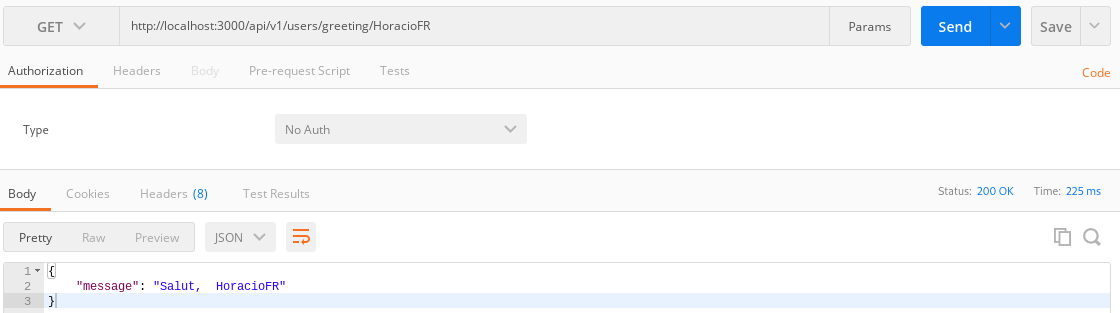 GET http://localhost:3000/api/v1/users/greeting/HoracioFR Params Send Save
Authorization Headers Body Pre-request Script Tests Code
Type No Auth
Body Cookies Headers (8) Test Results Status: 200 OK Time: 225 ms
Pretty Raw Preview JSON
1 {
2 "message": "Salut,  HoracioFR"
3 }